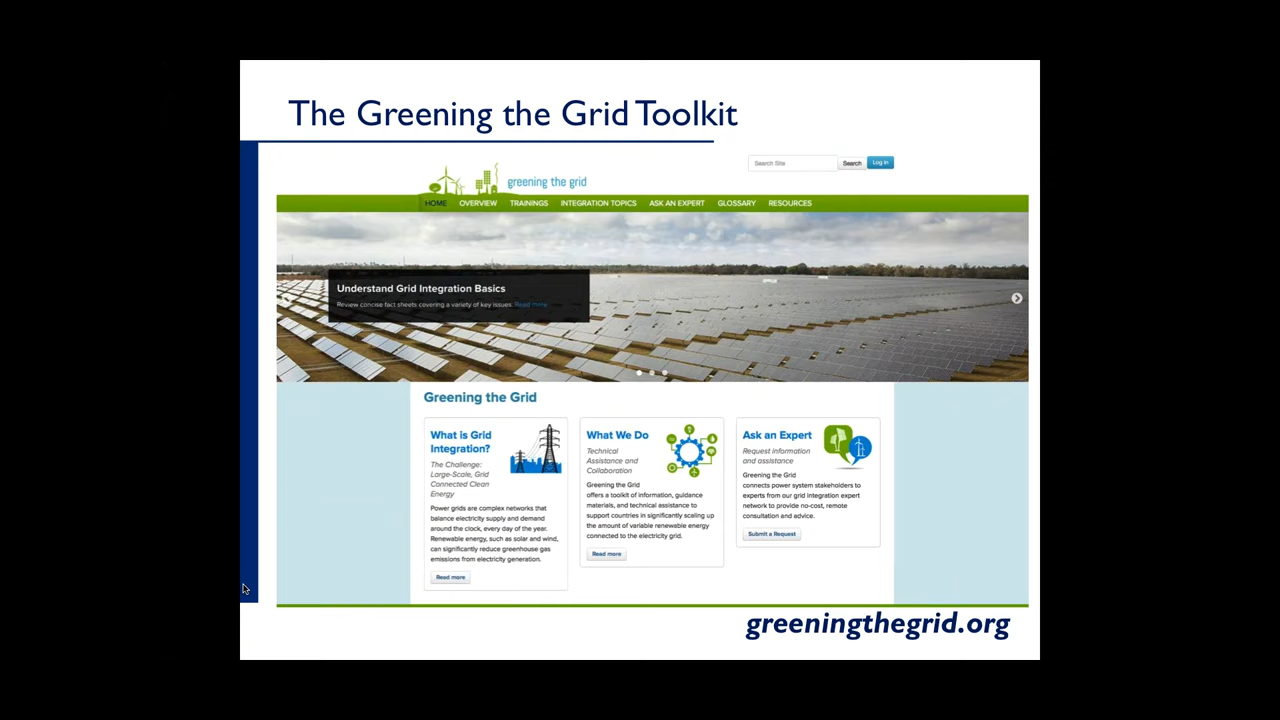 The Greening the Grid Toolkit
Search Site
Search
Log in
greening the grid
HOME OVERVIEW TRAININGS INTEGRATION TOPICS ASK AN EXPERT GLOSSARY RESOURCES
Understand Grid Integration Basics
Review concise fact sheets covering a variety of key issues. Read more
Greening the Grid
What is Grid
Integration?
The Challenge:
Large-Scale, Grid
Connected Clean
Energy
Power grids are complex networks that
balance electricity supply and demand
around the clock, every day of the year.
Renewable energy, such as solar and wind,
can significantly reduce greenhouse gas
emissions from electricity generation.
Read more
What We Do
Technical
Assistance and
Collaboration
Greening the Grid
offers a toolkit of information, guidance
materials, and technical assistance to
support countries in significantly scaling up
the amount of variable renewable energy
connected to the electricity grid.
Read more
Ask an Expert
Request information
and assistance
Greening the Grid
connects power system stakeholders to
experts from our grid integration expert
network to provide no-cost, remote
consultation and advice.
Submit a Request
greeningthegrid.org